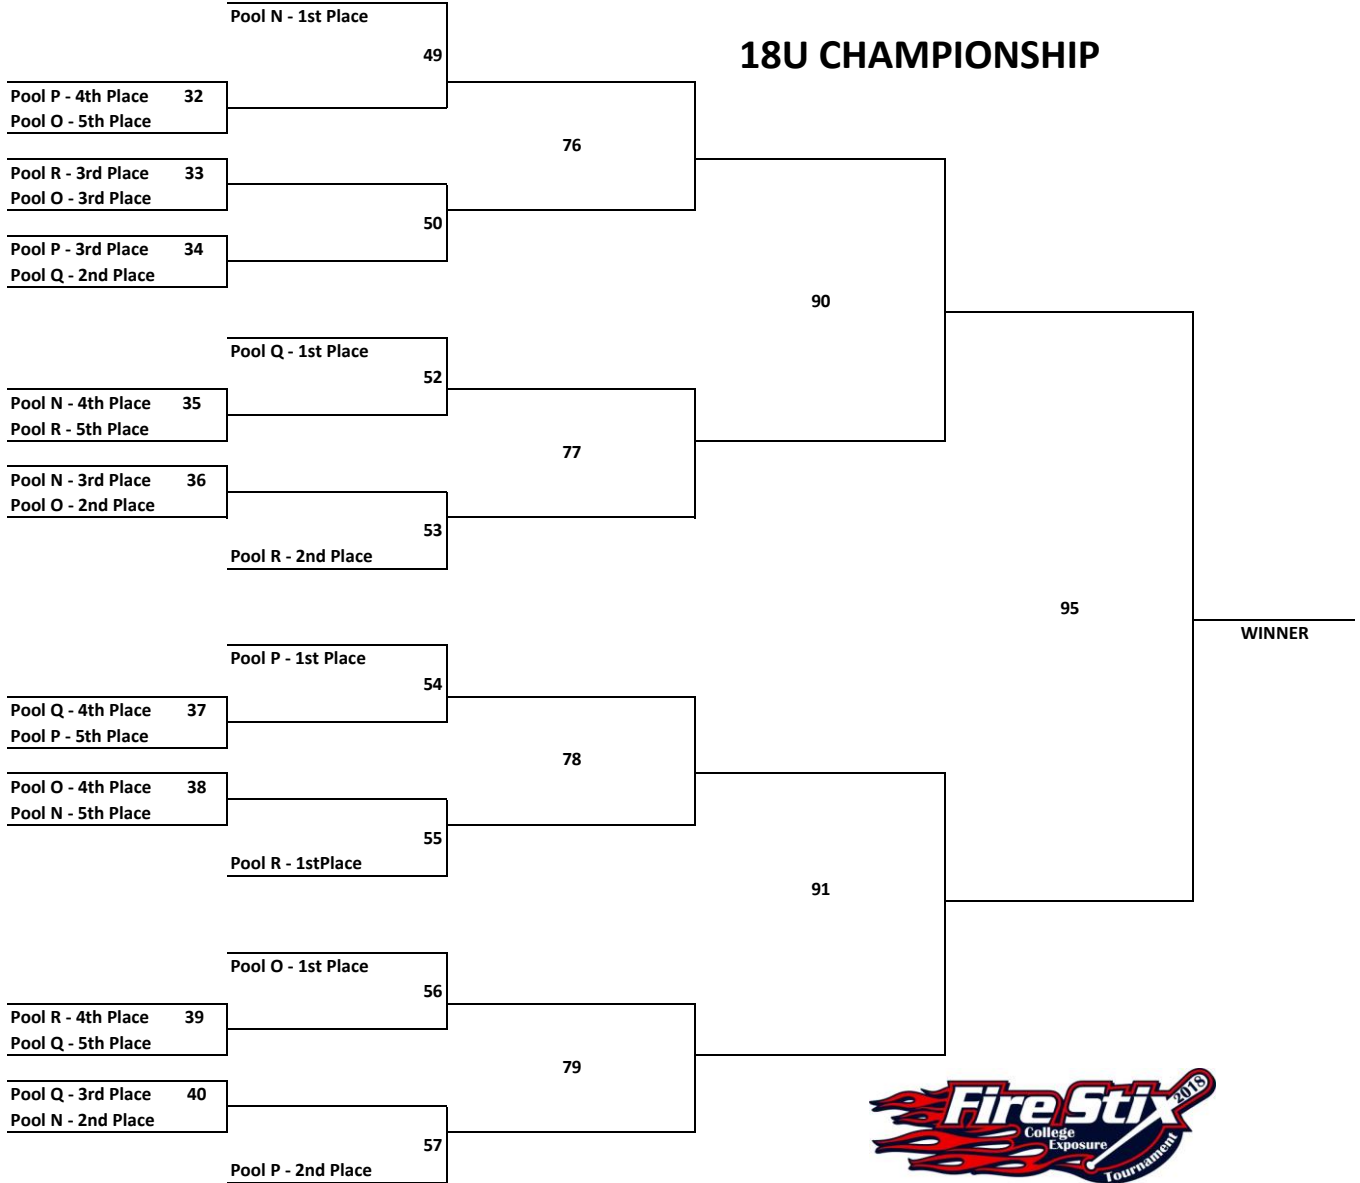 Pool N - 1st Place
49
18U CHAMPIONSHIP
Pool P - 4th Place 32
Pool O - 5th Place
76
Pool R - 3rd Place 33
Pool O - 3rd Place
50
Pool P - 3rd Place 34
Pool Q - 2nd Place
90
Pool Q - 1st Place
52
Pool N - 4th Place 35
Pool R - 5th Place
77
Pool N - 3rd Place 36
Pool O - 2nd Place
53
Pool R - 2nd Place
95
WINNER
Pool P - 1st Place
54
Pool Q - 4th Place 37
Pool P - 5th Place
78
Pool O - 4th Place 38
Pool N - 5th Place
55
Pool R - 1stPlace
91
Pool O - 1st Place
56
Pool R - 4th Place 39
Pool Q - 5th Place
79
Pool Q - 3rd Place 40
Pool N - 2nd Place
57
Pool P - 2nd Place
Fire Stix 2018
College
Exposure
Tournament